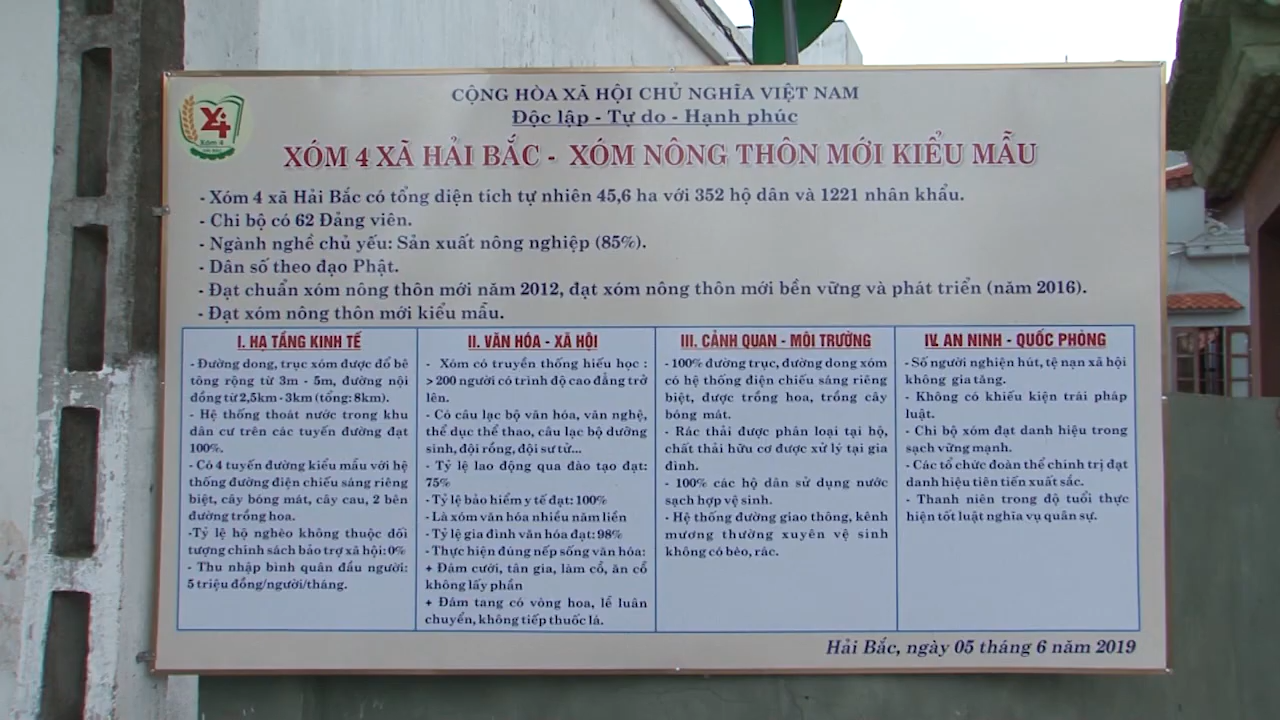 X4
Xóm 4
CỘNG HÒA XÃ HỘI CHỦ NGHĨA VIỆT NAM
Độc lập - Tự do - Hạnh phúc
XÓM 4 XÃ HẢI BẮC - XÓM NÔNG THÔN MỚI KIỂU MẪU
- Xóm 4 xã Hải Bắc có tổng diện tích tự nhiên 45,6 ha với 352 hộ dân và 1221 nhân khẩu.
- Chi bộ có 62 Đảng viên.
- Ngành nghề chủ yếu: Sản xuất nông nghiệp (85%).
- Dân số theo đạo Phật.
- Đạt chuẩn xóm nông thôn mới năm 2012, đạt xóm nông thôn mới bền vững và phát triển (năm 2016).
- Đạt xóm nông thôn mới kiểu mẫu.
I. HẠ TẦNG KINH TẾ
- Đường dong, trục xóm được đổ bê
tông rộng từ 3m - 5m, đường nội
đồng từ 2,5km - 3km (tổng: 8km).
- Hệ thống thoát nước trong khu
dân cư trên các tuyến đường đạt
100%.
- Có 4 tuyến đường kiểu mẫu với hệ
thống đường điện chiếu sáng riêng
biệt, cây bóng mát, cây cau, 2 bên
đường trồng hoa.
-Tỷ lệ hộ nghèo không thuộc đối
tượng chính sách bảo trợ xã hội: 0%
- Thu nhập bình quân đầu người:
5 triệu đồng/người/tháng.
II. VĂN HÓA - XÃ HỘI
- Xóm có truyền thống hiếu học :
> 200 người có trình độ cao đẳng trở
lên.
- Có câu lạc bộ văn hóa, văn nghệ,
thể dục thể thao, câu lạc bộ dưỡng
sinh, đội rồng, đội sư tử...
- Tỷ lệ lao động qua đào tạo đạt:
75%
- Tỷ lệ bảo hiểm y tế đạt: 100%
- Là xóm văn hóa nhiều năm liền
- Tỷ lệ gia đình văn hóa đạt: 98%
- Thực hiện đúng nếp sống văn hóa:
+ Đám cưới, tân gia, làm cỗ, ăn cỗ
không lấy phần
+ Đám tang có vòng hoa, lễ luân
chuyển, không tiếp thuốc lá.
III. CẢNH QUAN - MÔI TRƯỜNG
- 100% đường trục, đường dong xóm
có hệ thống điện chiếu sáng riêng
biệt, được trồng hoa, trồng cây
bóng mát.
- Rác thải được phân loại tại hộ,
chất thải hữu cơ được xử lý tại gia
đình.
- 100% các hộ dân sử dụng nước
sạch hợp vệ sinh.
- Hệ thống đường giao thông, kênh
mương thường xuyên vệ sinh
không có bèo, rác.
IV. AN NINH - QUỐC PHÒNG
- Số người nghiện hút, tệ nạn xã hội
không gia tăng.
- Không có khiếu kiện trái pháp
luật.
- Chi bộ xóm đạt danh hiệu trong
sạch vững mạnh.
- Các tổ chức đoàn thể chính trị đạt
danh hiệu tiên tiến xuất sắc.
- Thanh niên trong độ tuổi thực
hiện tốt luật nghĩa vụ quân sự.
Hải Bắc, ngày 05 tháng 6 năm 2019